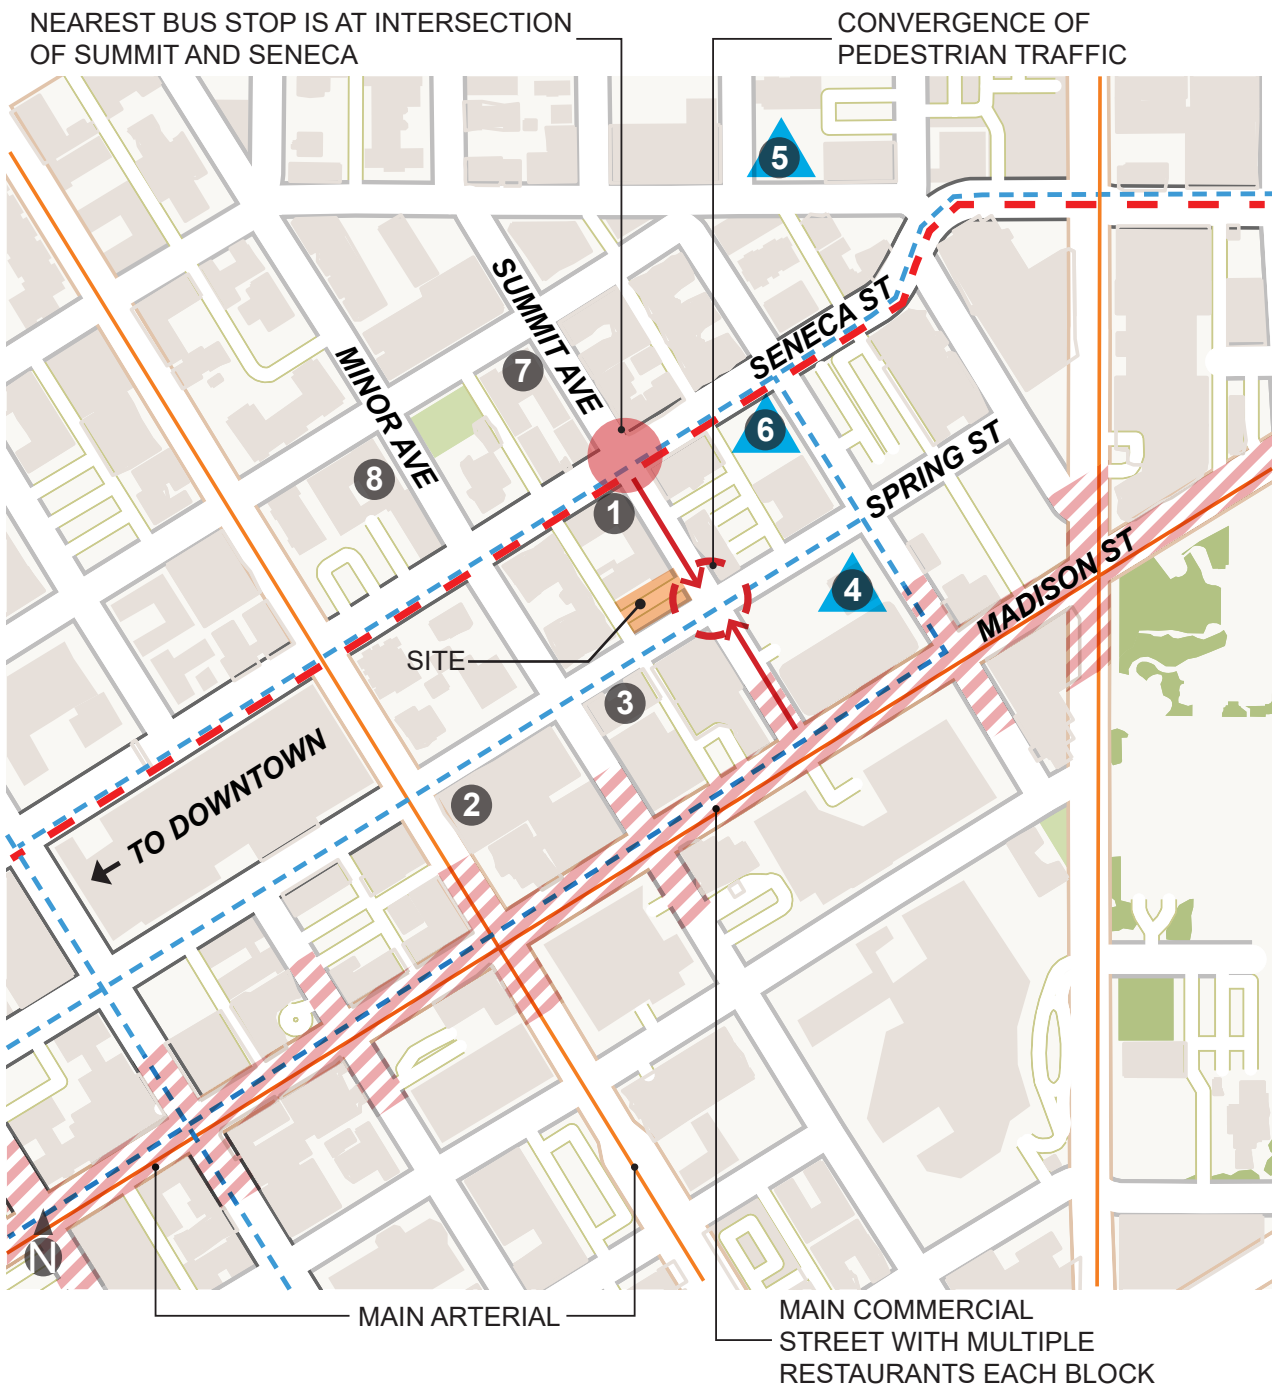 NEAREST BUS STOP IS AT INTERSECTION
OF SUMMIT AND SENECA
CONVERGENCE OF
PEDESTRIAN TRAFFIC
5
SUMMIT AVE
SENECA ST
MINOR AVE
7
6
8
SPRING ST
1
MADISON ST
4
SITE
3
TO DOWNTOWN
2
N
MAIN ARTERIAL
MAIN COMMERCIAL
STREET WITH MULTIPLE
RESTAURANTS EACH BLOCK